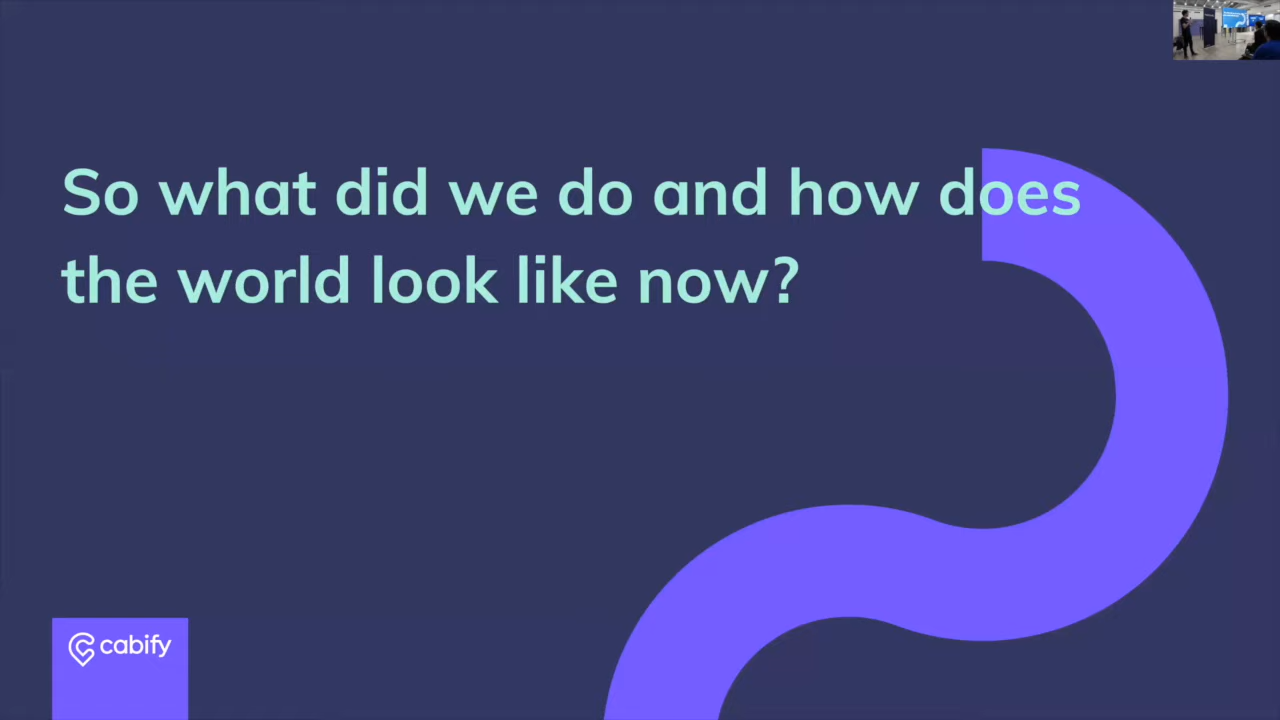 So what did we do and how does
the world look like now?
cabify